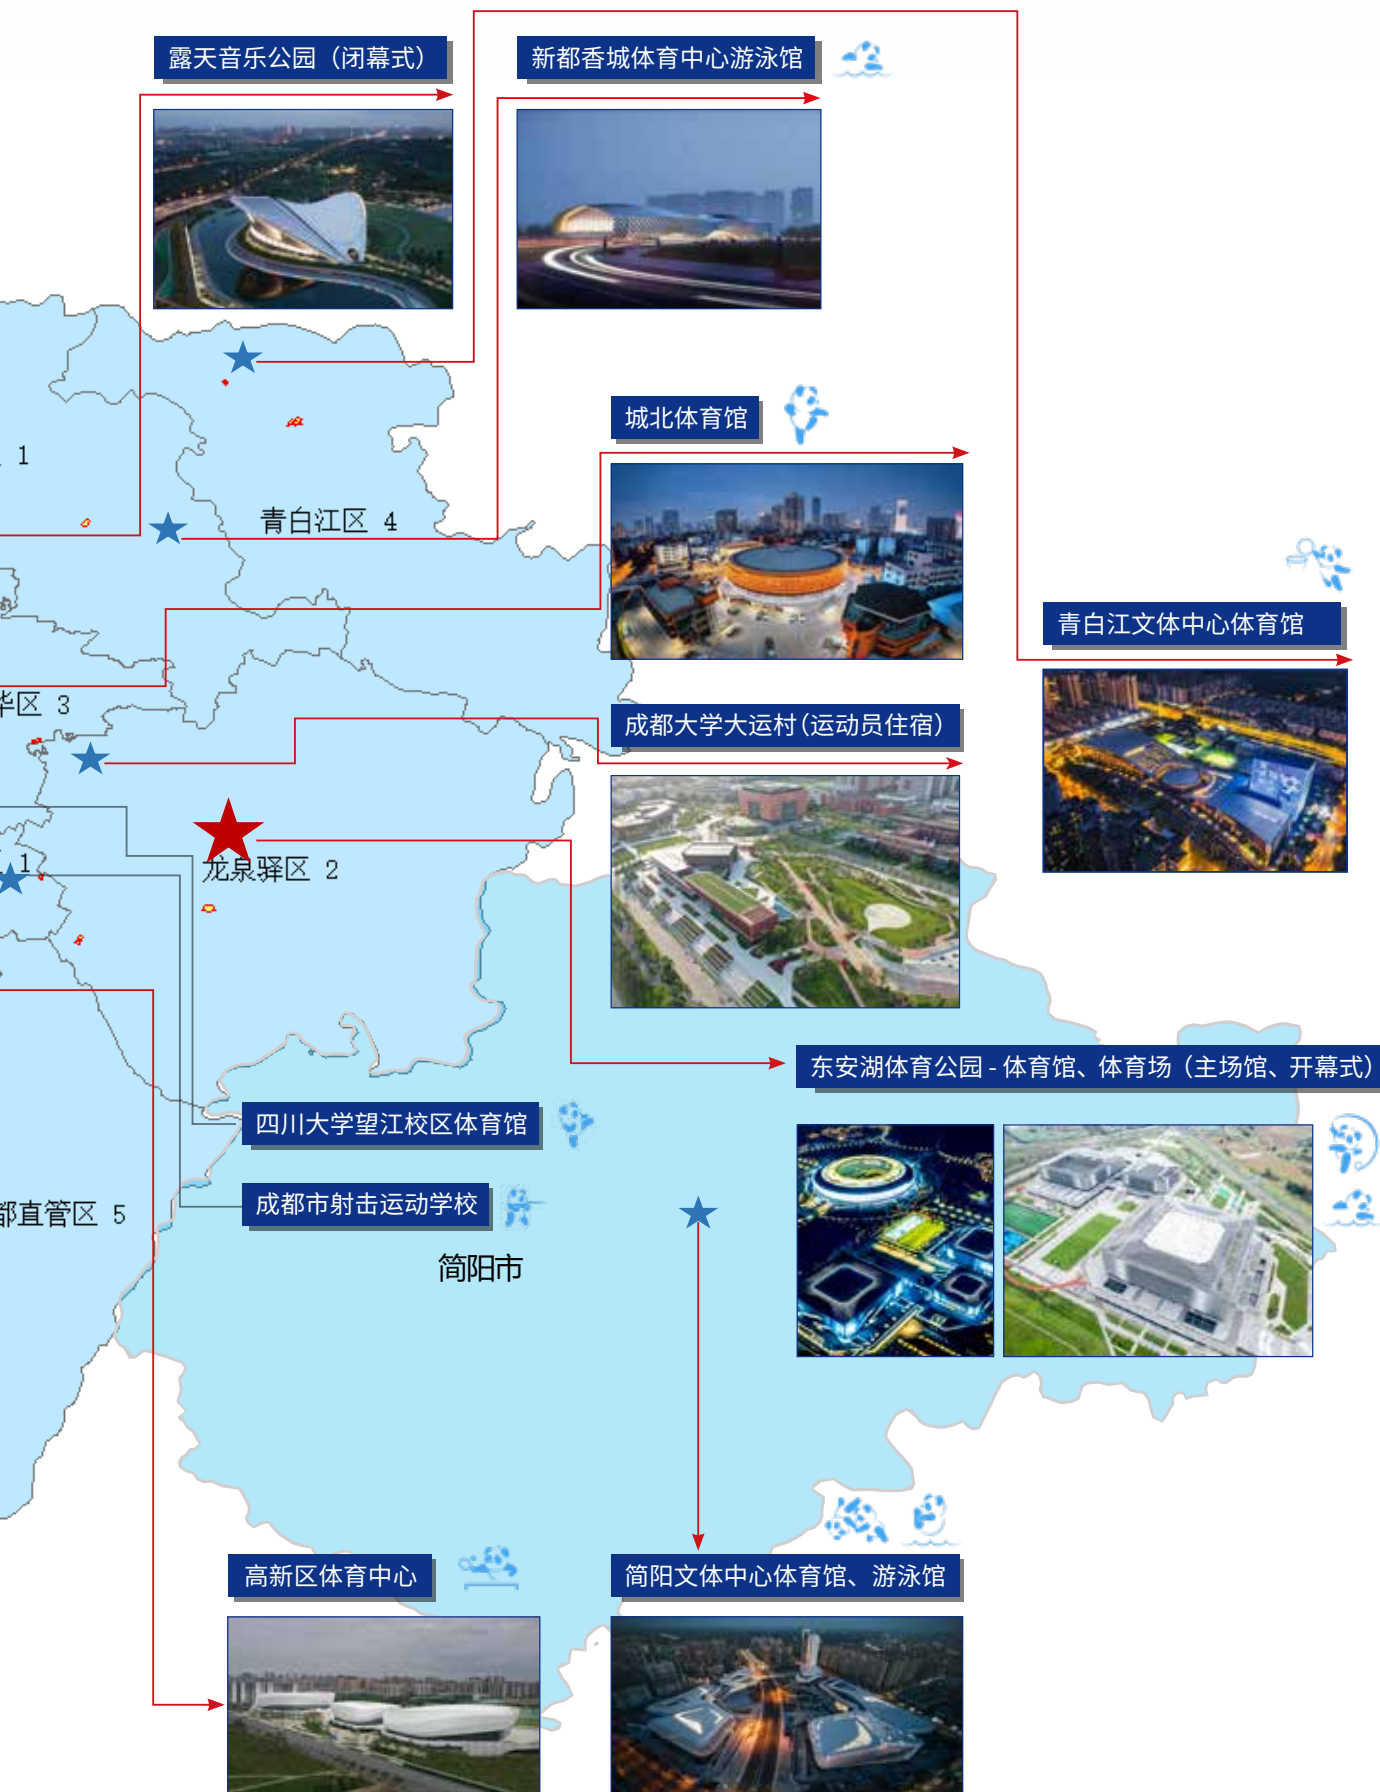 露天音乐公园（闭幕式）
新都香城体育中心游泳馆
城北体育馆
1
青白江区 4
青白江文体中心体育馆
华区 3
成都大学大运村（运动员住宿）
1
龙泉驿区 2
东安湖体育公园 - 体育馆、体育场（主场馆、开幕式）
四川大学望江校区体育馆
成都市射击运动学校
都直管区 5
简阳市
高新区体育中心
简阳文体中心体育馆、游泳馆